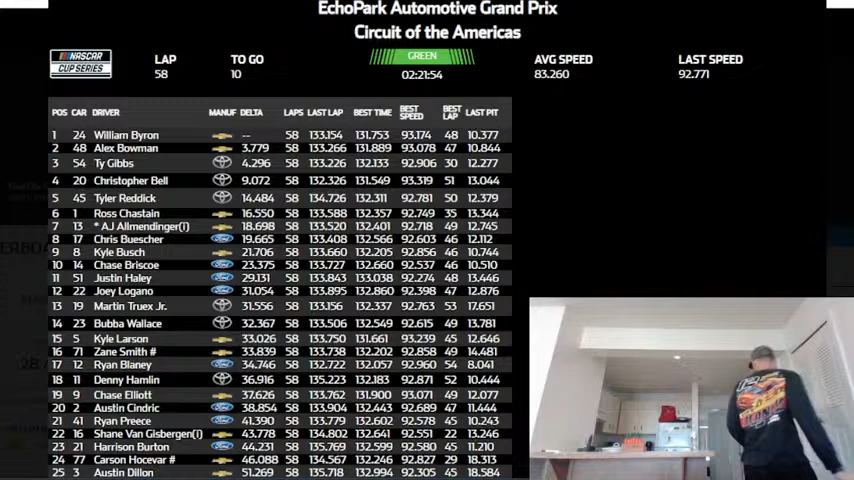 EchoPark Automotive Grand Prix
Circuit of the Americas
NASCAR CUP SERIES
LAP TO GO GREEN AVG SPEED LAST SPEED
58 10 02:21:54 83.260 92.771
POS CAR DRIVER MANUF DELTA LAPS LAST LAP BEST TIME BEST SPEED BEST LAP LAST PIT
1 24 William Byron -- 58 133.154 131.753 93.174 48 10.377
2 48 Alex Bowman 3.779 58 133.266 131.889 93.078 47 10.844
3 54 Ty Gibbs 4.296 58 133.226 132.133 92.906 30 12.277
4 20 Christopher Bell 9.072 58 132.326 131.549 93.319 51 13.044
5 45 Tyler Reddick 14.484 58 134.726 132.311 92.781 50 12.379
6 1 Ross Chastain 16.550 58 133.588 132.357 92.749 35 13.344
7 13 * AJ Allmendinger(i) 18.698 58 133.520 132.401 92.718 49 12.745
8 17 Chris Buescher 19.665 58 133.408 132.566 92.603 46 12.112
9 8 Kyle Busch 21.706 58 133.660 132.205 92.856 46 10.744
10 14 Chase Briscoe 23.375 58 133.727 132.660 92.537 46 10.510
11 51 Justin Haley 29.131 58 133.843 133.038 92.274 48 13.446
12 22 Joey Logano 31.054 58 133.895 132.860 92.398 47 12.876
13 19 Martin Truex Jr. 31.556 58 133.156 132.337 92.763 53 17.651
14 23 Bubba Wallace 32.367 58 133.506 132.549 92.615 49 13.781
15 5 Kyle Larson 33.026 58 133.750 131.661 93.239 45 12.646
16 71 Zane Smith # 33.839 58 133.738 132.202 92.858 49 14.481
17 12 Ryan Blaney 34.746 58 132.722 132.057 92.960 54 8.041
18 11 Denny Hamlin 36.916 58 135.223 132.183 92.871 52 10.444
19 9 Chase Elliott 37.626 58 133.762 131.900 93.071 49 12.077
20 2 Austin Cindric 38.854 58 133.904 132.443 92.689 47 11.444
21 41 Ryan Preece 41.390 58 133.779 132.602 92.578 45 10.243
22 16 Shane Van Gisbergen(i) 43.778 58 134.802 132.641 92.551 22 13.246
23 21 Harrison Burton 44.231 58 135.769 132.599 92.580 45 11.210
24 77 Carson Hocevar # 46.088 58 134.567 132.246 92.827 29 18.313
25 3 Austin Dillon 51.269 58 135.718 132.994 92.305 45 18.584